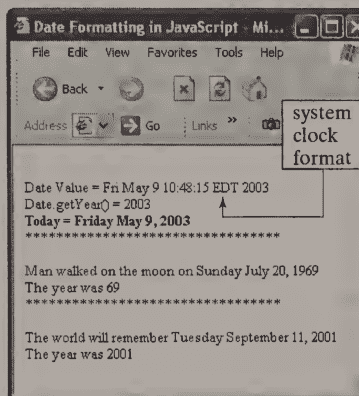 Date Formatting in JavaScript - Mi...
File Edit View Favorites Tools Help
Back
Address Go Links »
system
clock
format
Date Value = Fri May 9 10:48:15 EDT 2003
Date.getYear() = 2003
Today = Friday May 9, 2003
*********************************
Man walked on the moon on Sunday July 20, 1969
The year was 69
*********************************
The world will remember Tuesday September 11, 2001
The year was 2001